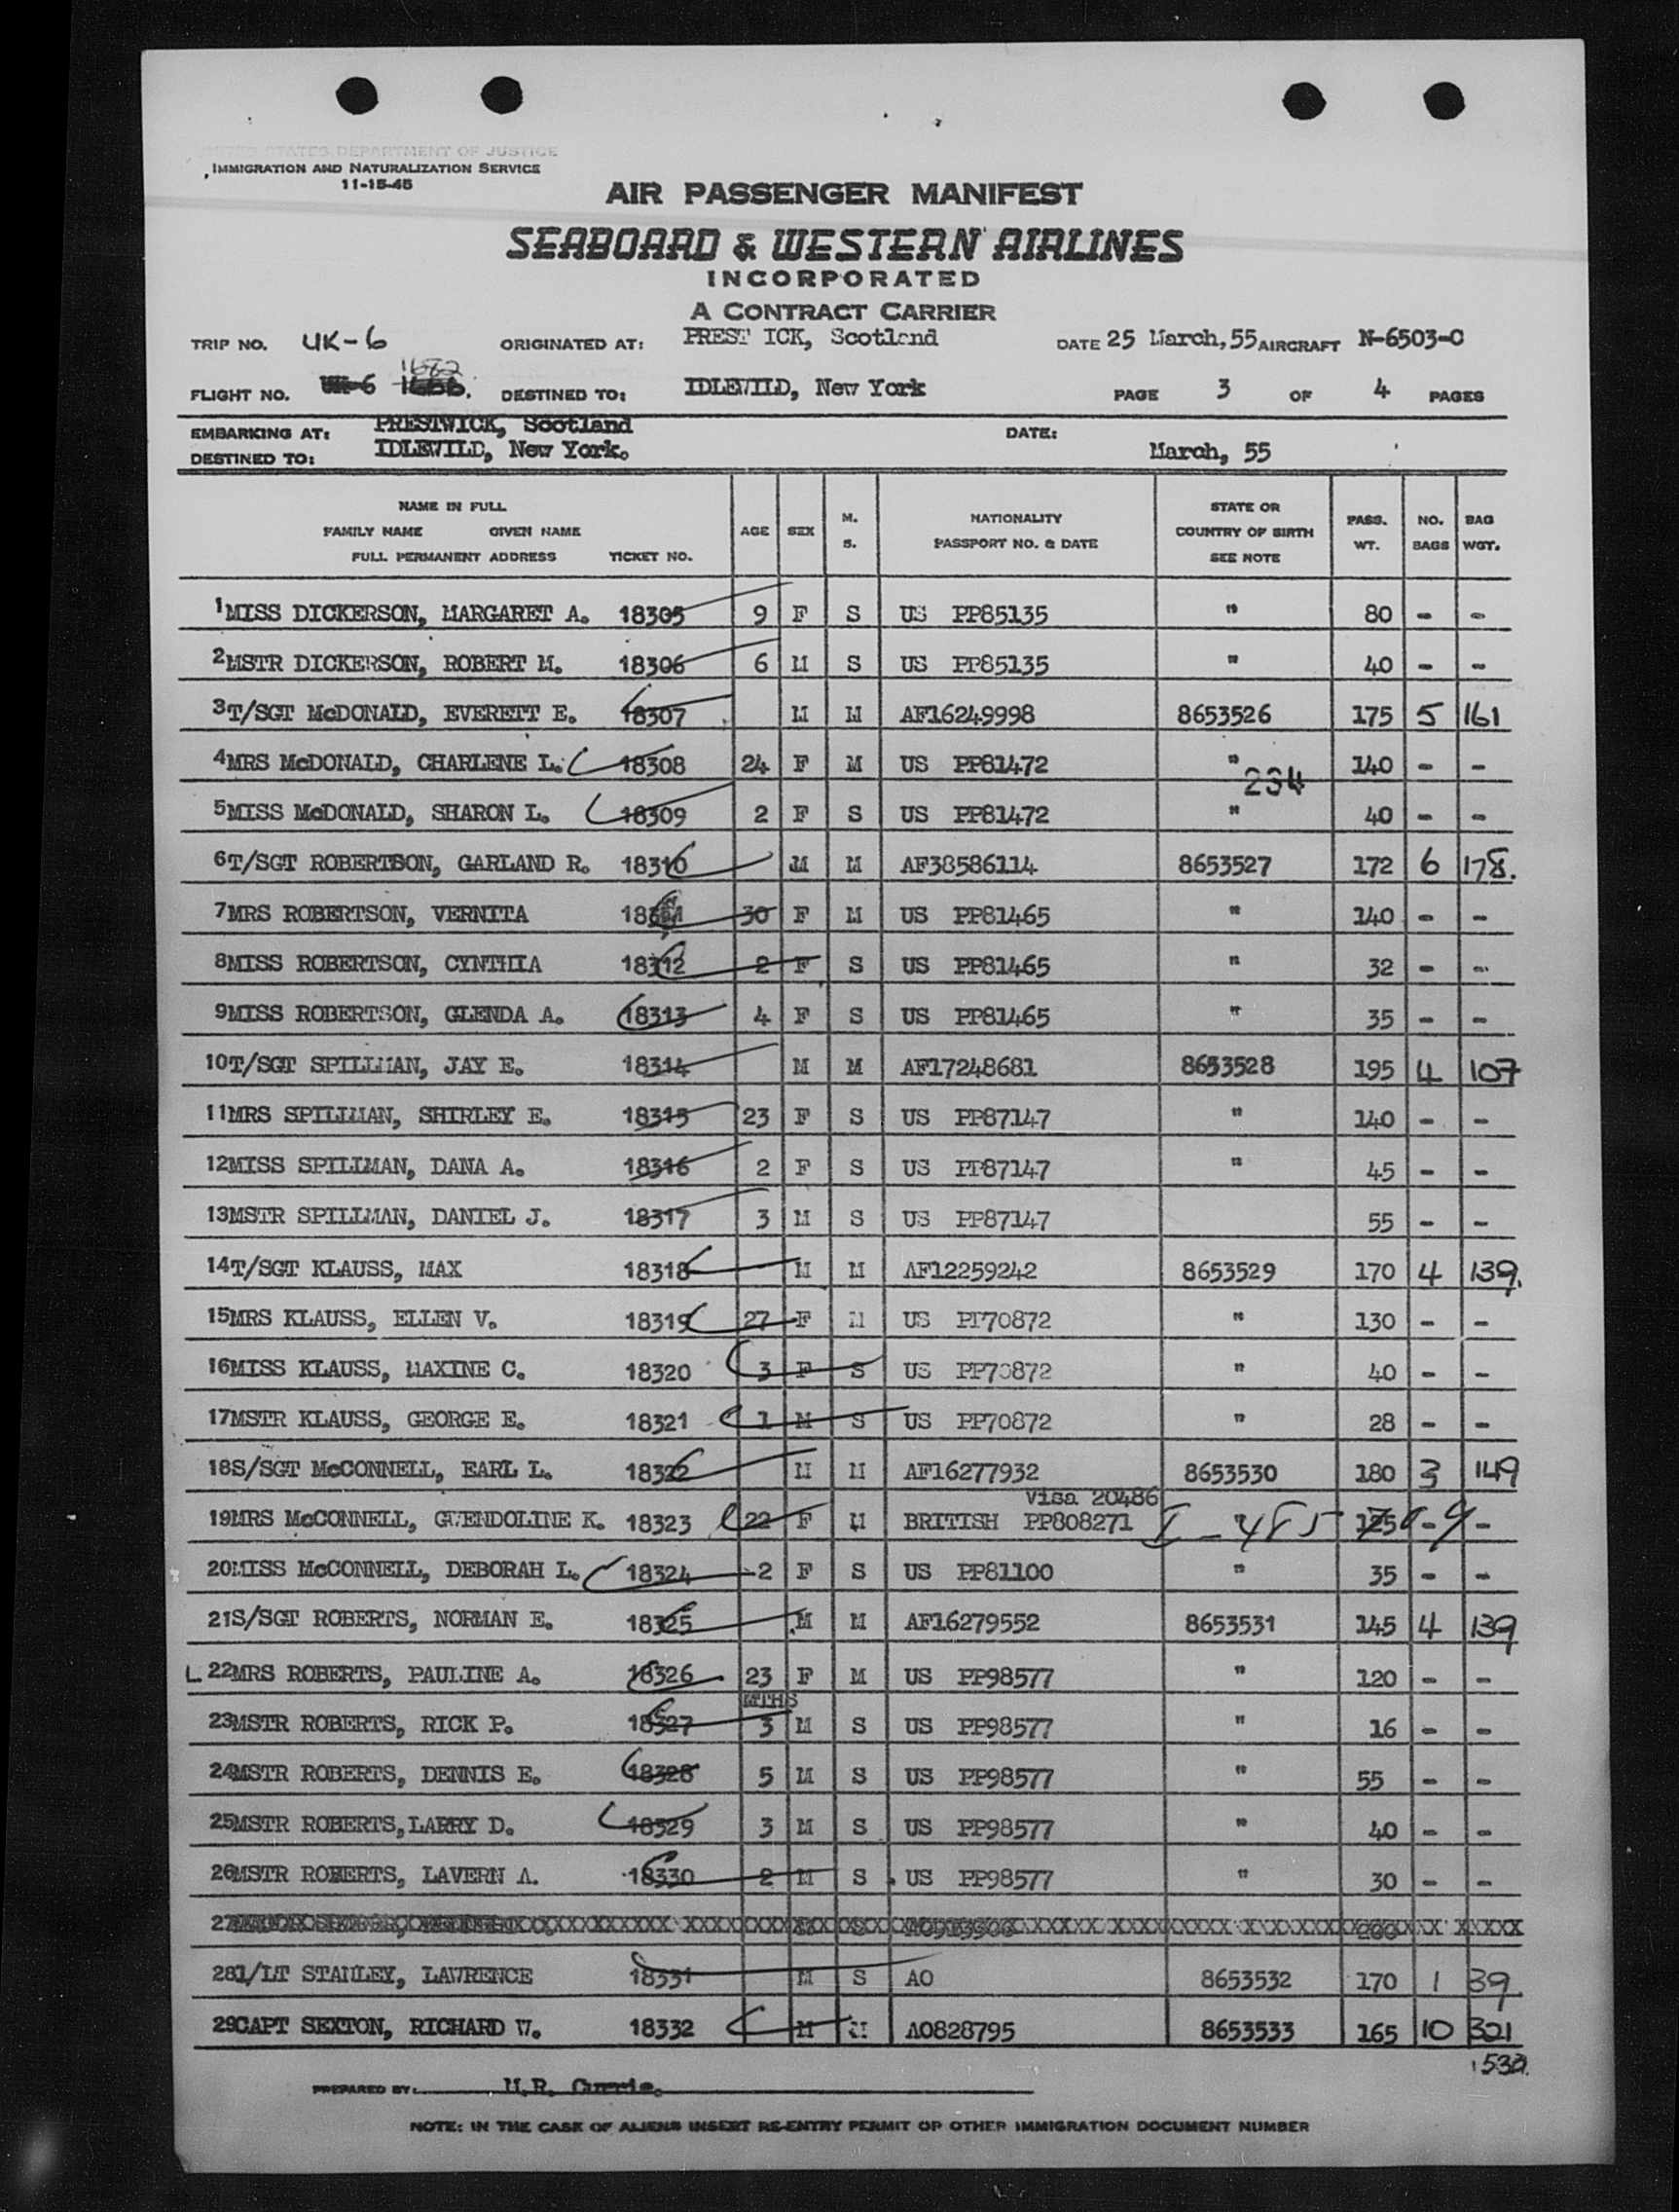 UNITED STATES DEPARTMENT OF JUSTICE
IMMIGRATION AND NATURALIZATION SERVICE
11-15-45
AIR PASSENGER MANIFEST
SEABOARD & WESTERN AIRLINES
INCORPORATED
A CONTRACT CARRIER
TRIP NO. UK-6 ORIGINATED AT: PREST ICK, Scotland DATE 25 March, 55 AIRCRAFT N-6503-C
1682
FLIGHT NO. DESTINED TO: IDLEWILD, New York PAGE 3 OF 4 PAGES
EMBARKING AT: PRESTWICK, Scotland DATE:
DESTINED TO: IDLEWILD, New York. March, 55
NAME IN FULL
FAMILY NAME GIVEN NAME
FULL PERMANENT ADDRESS TICKET NO. AGE SEX M. S. NATIONALITY PASSPORT NO. & DATE STATE OR COUNTRY OF BIRTH SEE NOTE PASS. WT. NO. BAGS BAG WGT.
1 MISS DICKERSON, MARGARET A. 18305 9 F S US PP85135 " 80 - -
2 MSTR DICKERSON, ROBERT M. 18306 6 M S US PP85135 " 40 - -
3 T/SGT McDONALD, EVERETT E. 18307 M M AF16249998 8653526 175 5 161
4 MRS McDONALD, CHARLENE L. 18308 24 F M US PP81472 " 140 - -
234
5 MISS McDONALD, SHARON L. 18309 2 F S US PP81472 " 40 - -
6 T/SGT ROBERTSON, GARLAND R. 18310 M M AF38586114 8653527 172 6 178.
7 MRS ROBERTSON, VERNITA 30 F M US PP81465 " 140 - -
8 MISS ROBERTSON, CYNTHIA 18312 2 F S US PP81465 " 32 - -
9 MISS ROBERTSON, GLENDA A. 18313 4 F S US PP81465 " 35 - -
10 T/SGT SPILLMAN, JAY E. 18314 M M AF17248681 8653528 195 4 107
11 MRS SPILLMAN, SHIRLEY E. 18315 23 F S US PP87147 " 140 - -
12 MISS SPILLMAN, DANA A. 18316 2 F S US PP87147 " 45 - -
13 MSTR SPILLMAN, DANIEL J. 18317 3 M S US PP87147 55 - -
14 T/SGT KLAUSS, MAX 18318 M M AF12259242 8653529 170 4 139.
15 MRS KLAUSS, ELLEN V. 18319 27 F M US PP70872 " 130 - -
16 MISS KLAUSS, MAXINE C. 18320 3 F S US PP70872 " 40 - -
17 MSTR KLAUSS, GEORGE E. 18321 1 M S US PP70872 " 28 - -
18 S/SGT McCONNELL, EARL L. 18322 M M AF16277932 8653530 180 3 149
Visa 20486
19 MRS McCONNELL, GWENDOLINE K. 18323 22 F M BRITISH PP808271 " 125 - -
20 MISS McCONNELL, DEBORAH L. 18324 2 F S US PP81100 " 35 - -
21 S/SGT ROBERTS, NORMAN E. 18325 M M AF16279552 8653531 145 4 139
L 22 MRS ROBERTS, PAULINE A. 18326 23 F M US PP98577 " 120 - -
MTHS
23 MSTR ROBERTS, RICK P. 18327 3 M S US PP98577 " 16 - -
24 MSTR ROBERTS, DENNIS E. 18328 5 M S US PP98577 " 55 - -
25 MSTR ROBERTS, LARRY D. 18329 3 M S US PP98577 " 40 - -
26 MSTR ROBERTS, LAVERN A. 18330 2 M S US PP98577 " 30 - -
27
28 1/LT STANLEY, LAWRENCE 18331 M S AO 8653532 170 1 39
29 CAPT SEXTON, RICHARD W. 18332 M M AO828795 8653533 165 10 321
PREPARED BY: M.R. Currie.
NOTE: IN THE CASE OF ALIENS INSERT RE-ENTRY PERMIT OR OTHER IMMIGRATION DOCUMENT NUMBER